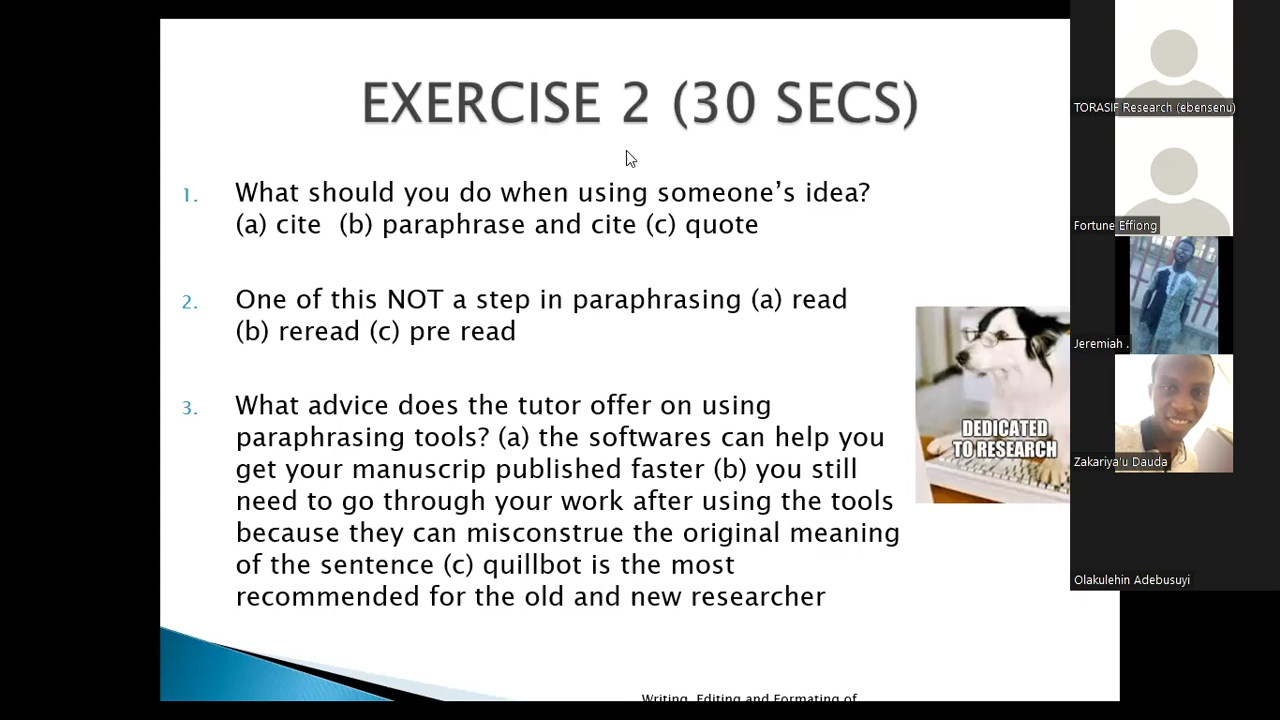 EXERCISE 2 (30 SECS)
1. What should you do when using someone's idea?
(a) cite (b) paraphrase and cite (c) quote
2. One of this NOT a step in paraphrasing (a) read
(b) reread (c) pre read
3. What advice does the tutor offer on using
paraphrasing tools? (a) the softwares can help you
get your manuscrip published faster (b) you still
need to go through your work after using the tools
because they can misconstrue the original meaning
of the sentence (c) quillbot is the most
recommended for the old and new researcher
DEDICATED
TO RESEARCH
Writing, Editing and Formating of
TORASIF Research (ebensenu)
Fortune Effiong
Jeremiah .
Zakariya'u Dauda
Olakulehin Adebusuyi